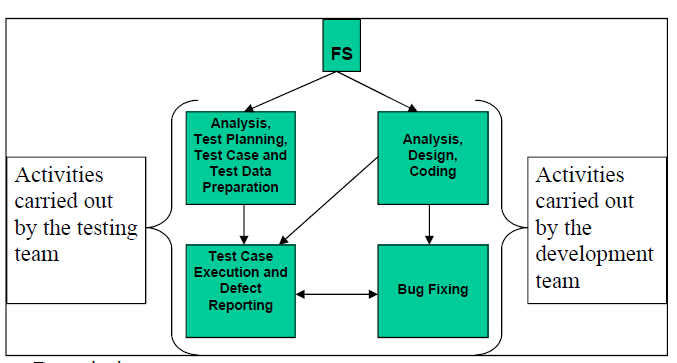 FS
Analysis,
Test Planning,
Test Case and
Test Data
Preparation
Analysis,
Design,
Coding
Activities
carried out
by the testing
team
Activities
carried out
by the
development
team
Test Case
Execution and
Defect
Reporting
Bug Fixing